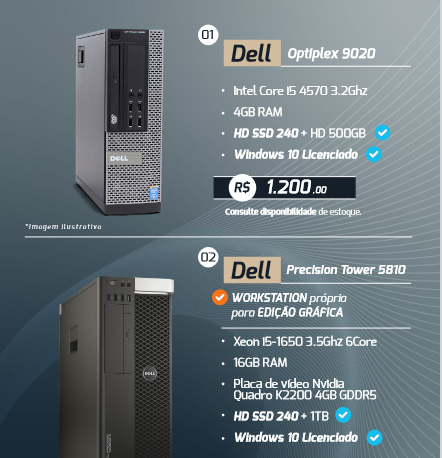 01
Dell Optiplex 9020
• Intel Core I5 4570 3.2Ghz
• 4GB RAM
• HD SSD 240 + HD 500GB
• Windows 10 Licenciado
R$ 1.200.00
Consulte disponibilidade de estoque.
*Imagem ilustrativa
DELL
02
Dell Precision Tower 5810
WORKSTATION própria
para EDIÇÃO GRÁFICA
• Xeon I5-1650 3.5Ghz 6Core
• 16GB RAM
• Placa de vídeo Nvidia
Quadro K2200 4GB GDDR5
• HD SSD 240 + 1TB
• Windows 10 Licenciado
DELL